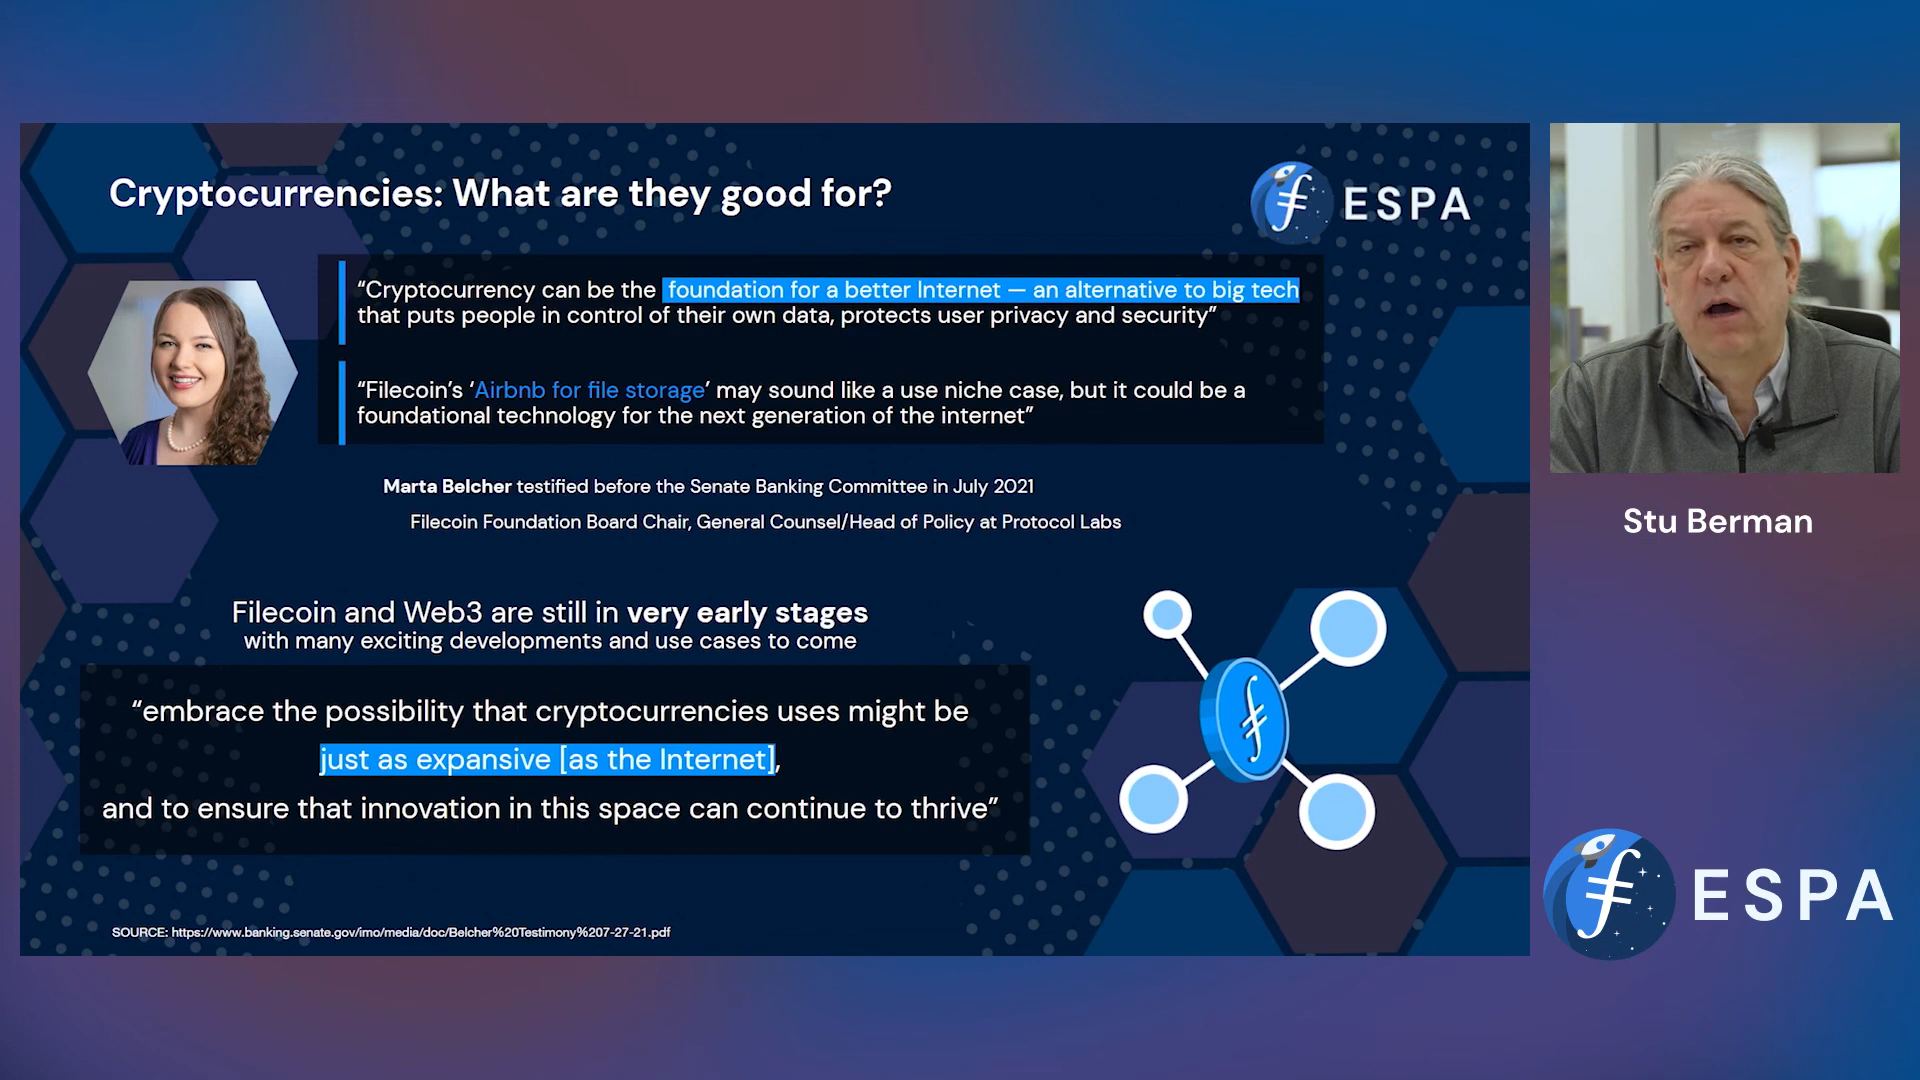 Cryptocurrencies: What are they good for?
ESPA
“Cryptocurrency can be the foundation for a better Internet — an alternative to big tech
that puts people in control of their own data, protects user privacy and security”
“Filecoin’s ‘Airbnb for file storage’ may sound like a use niche case, but it could be a
foundational technology for the next generation of the internet”
Marta Belcher testified before the Senate Banking Committee in July 2021
Filecoin Foundation Board Chair, General Counsel/Head of Policy at Protocol Labs
Filecoin and Web3 are still in very early stages
with many exciting developments and use cases to come
“embrace the possibility that cryptocurrencies uses might be
just as expansive [as the Internet],
and to ensure that innovation in this space can continue to thrive”
SOURCE: https://www.banking.senate.gov/imo/media/doc/Belcher%20Testimony%207-27-21.pdf
Stu Berman
ESPA